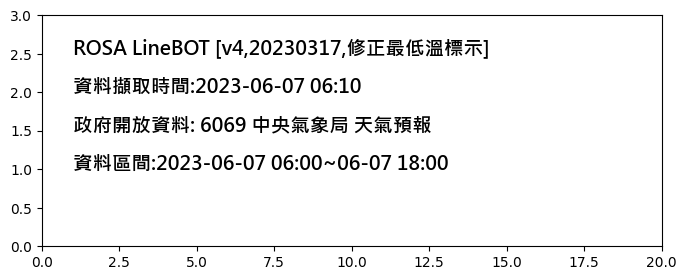 3.0
2.5
2.0
1.5
1.0
0.5
0.0
ROSA LineBOT [v4,20230317,修正最低溫標示]
資料擷取時間:2023-06-07 06:10
政府開放資料: 6069 中央氣象局 天氣預報
資料區間:2023-06-07 06:00~06-07 18:00
0.0 2.5 5.0 7.5 10.0 12.5 15.0 17.5 20.0